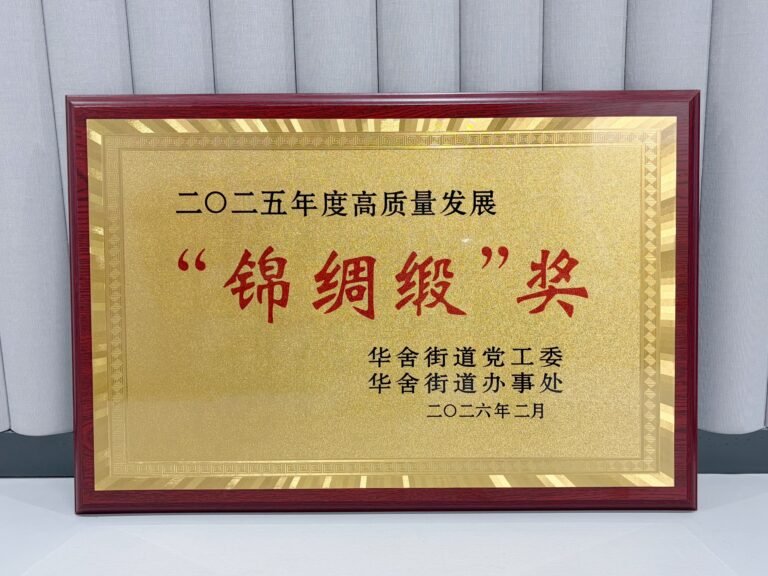 二〇二五年度高质量发展
“锦绸缎”奖
华舍街道党工委
华舍街道办事处
二〇二六年二月